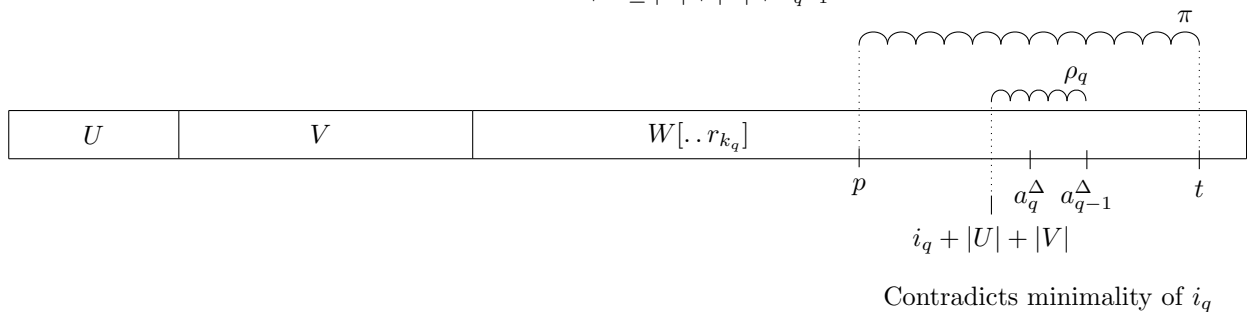 π
ρ_q
U V W[. . r_{k_q}]
p a_q^Δ a_{q−1}^Δ t
i_q + |U| + |V|
Contradicts minimality of i_q